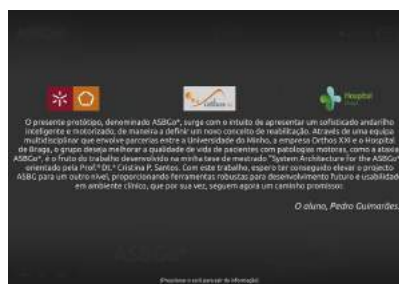 Hospital
O presente protótipo, denominado ASBGo*, surge com o intuito de apresentar um sofisticado andarilho
inteligente e motorizado, de maneira a definir um novo conceito de reabilitação. Através de uma equipa
multidisciplinar que envolve parcerias entre a Universidade do Minho, a empresa Orthos XXI e o Hospital
de Braga, o grupo deseja melhorar a qualidade de vida de pacientes com patologias motoras, como a ataxia.
ASBGo*, é o fruto do trabalho desenvolvido na minha tese de mestrado "System Architecture for the ASBGo*
orientado pela Prof.ª Dr.ª Cristina P. Santos. Com este trabalho, espero ter conseguido elevar o projecto
ASBG para um outro nível, proporcionando ferramentas robustas para desenvolvimento futuro e usabilidade
em ambiente clínico, que por sua vez, seguem agora um caminho promissor.
O aluno, Pedro Guimarães.